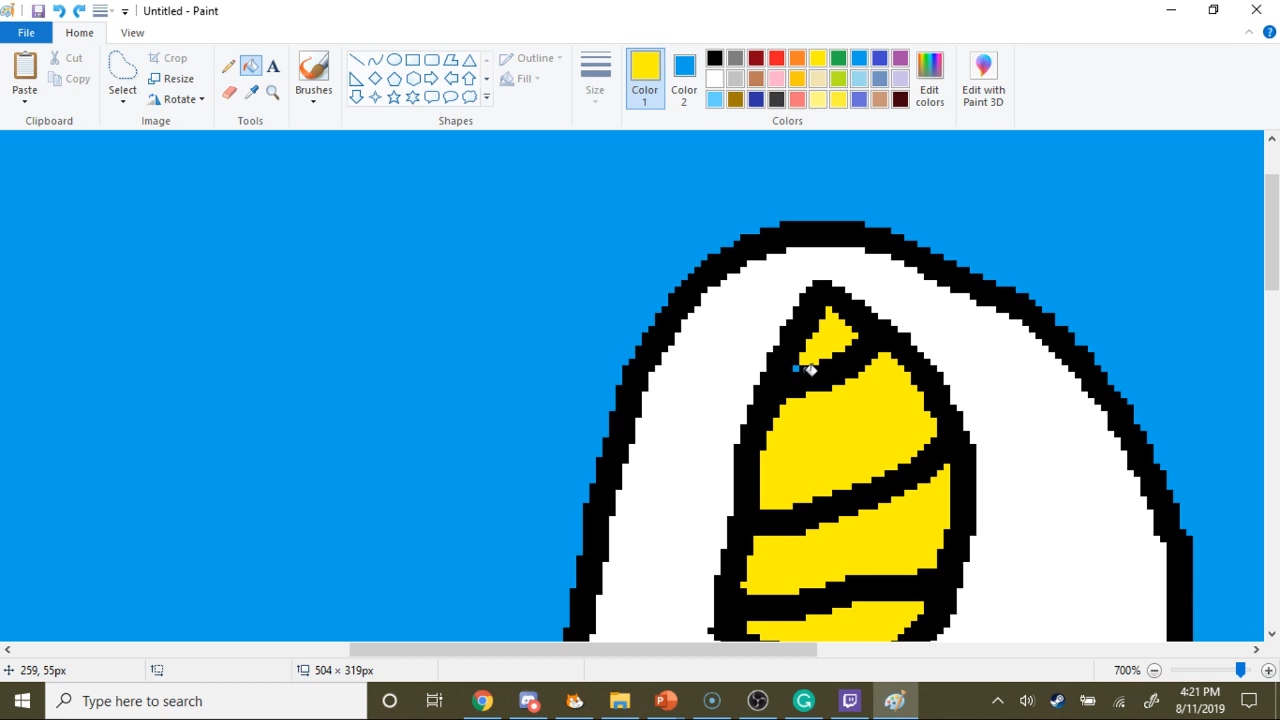 Untitled - Paint
File
Home
View
Paste
Cut
Copy
Clipboard
Select
Crop
Resize
Rotate
Image
Tools
Brushes
Shapes
Outline
Fill
Size
Color 1
Color 2
Edit colors
Colors
Edit with Paint 3D
259, 55px
504 × 319px
700%
Type here to search
4:21 PM
8/11/2019